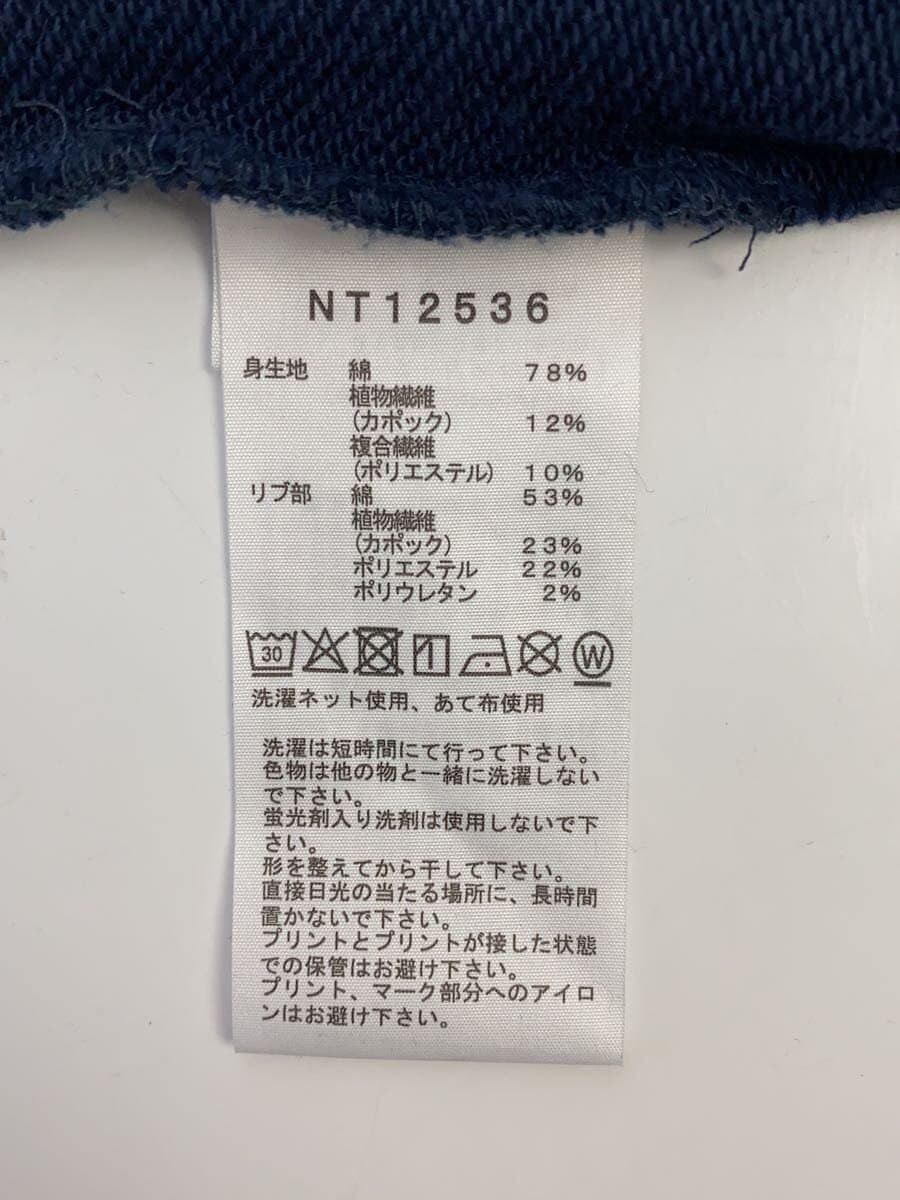 NT12536
身生地 綿 78%
植物繊維
(カポック) 12%
複合繊維
(ポリエステル) 10%
リブ部 綿 53%
植物繊維
(カポック) 23%
ポリエステル 22%
ポリウレタン 2%
30 W
洗濯ネット使用、あて布使用
洗濯は短時間にて行って下さい。
色物は他の物と一緒に洗濯しない
で下さい。
蛍光剤入り洗剤は使用しないで下
さい。
形を整えてから干して下さい。
直接日光の当たる場所に、長時間
置かないで下さい。
プリントとプリントが接した状態
での保管はお避け下さい。
プリント、マーク部分へのアイロ
ンはお避け下さい。